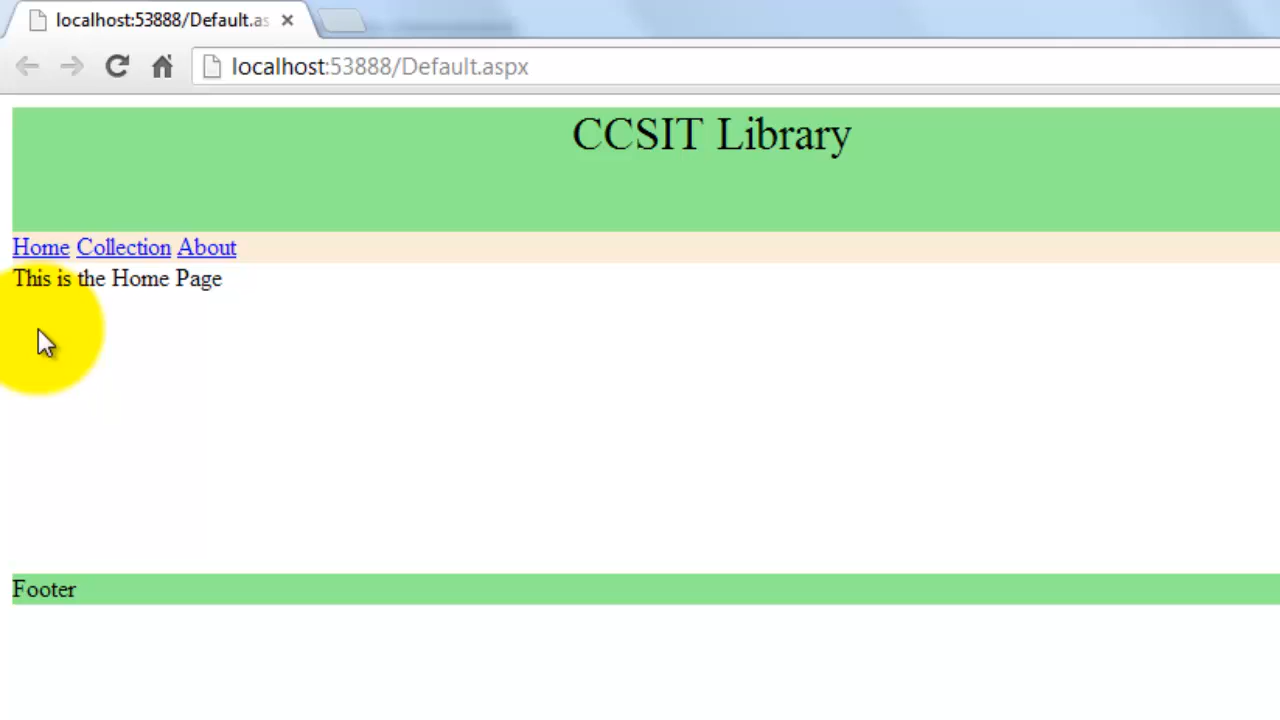 localhost:53888/Default.as
localhost:53888/Default.aspx
CCSIT Library
Home Collection About
This is the Home Page
Footer